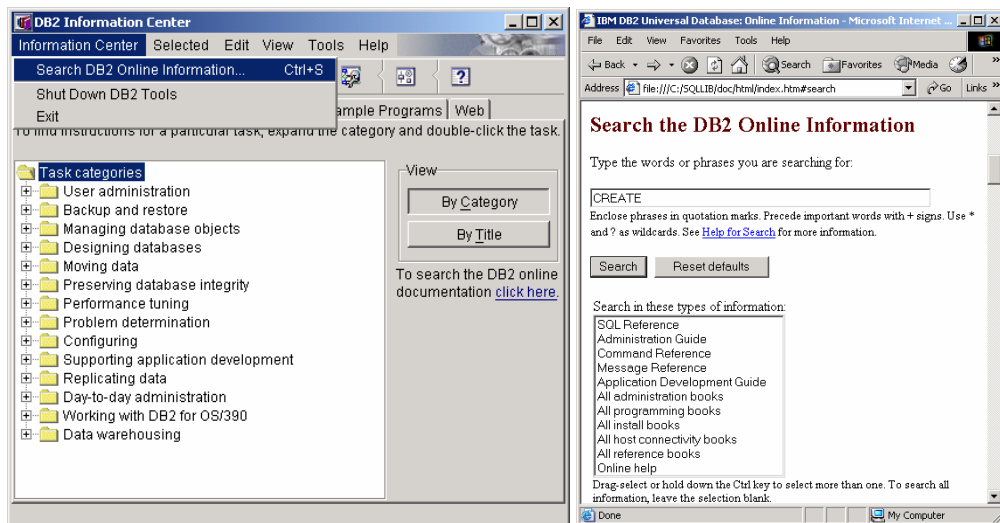 DB2 Information Center
Information Center Selected Edit View Tools Help
Search DB2 Online Information... Ctrl+S
Shut Down DB2 Tools
Exit
ample Programs Web
To find instructions for a particular task, expand the category and double-click the task.
Task categories
User administration
Backup and restore
Managing database objects
Designing databases
Moving data
Preserving database integrity
Performance tuning
Problem determination
Configuring
Supporting application development
Replicating data
Day-to-day administration
Working with DB2 for OS/390
Data warehousing
View
By Category
By Title
To search the DB2 online
documentation click here.
IBM DB2 Universal Database: Online Information - Microsoft Internet ...
File Edit View Favorites Tools Help
Back Search Favorites Media »
Address file:///C:/SQLLIB/doc/html/index.htm#search Go Links »
Search the DB2 Online Information
Type the words or phrases you are searching for:
CREATE
Enclose phrases in quotation marks. Precede important words with + signs. Use *
and ? as wildcards. See Help for Search for more information.
Search Reset defaults
Search in these types of information:
SQL Reference
Administration Guide
Command Reference
Message Reference
Application Development Guide
All administration books
All programming books
All install books
All host connectivity books
All reference books
Online help
Drag-select or hold down the Ctrl key to select more than one. To search all
information, leave the selection blank.
Done My Computer